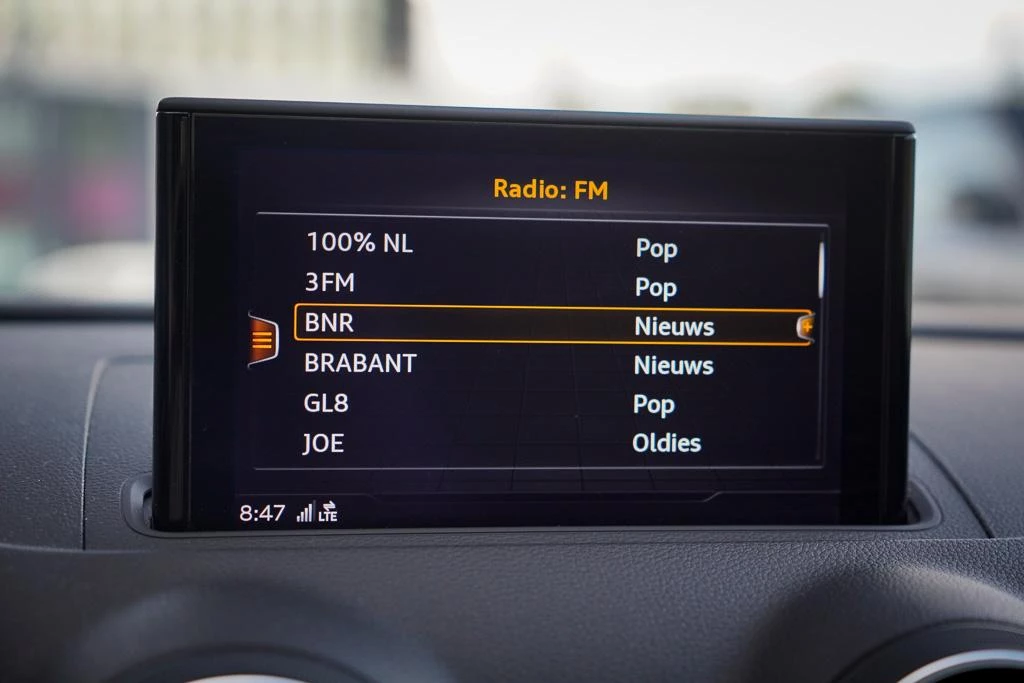 Radio: FM
100% NL Pop
3FM Pop
BNR Nieuws
BRABANT Nieuws
GL8 Pop
JOE Oldies
8:47 LTE